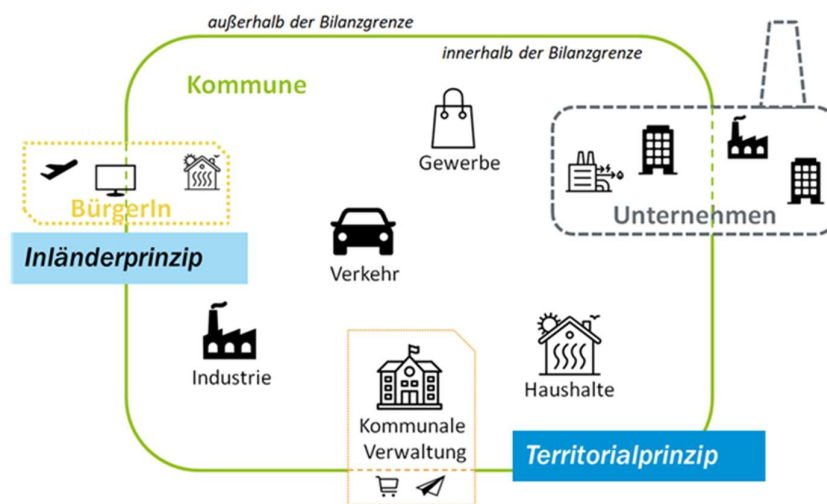 außerhalb der Bilanzgrenze
innerhalb der Bilanzgrenze
Kommune
Gewerbe
BürgerIn
Unternehmen
Inländerprinzip
Verkehr
Industrie
Haushalte
Kommunale
Verwaltung
Territorialprinzip